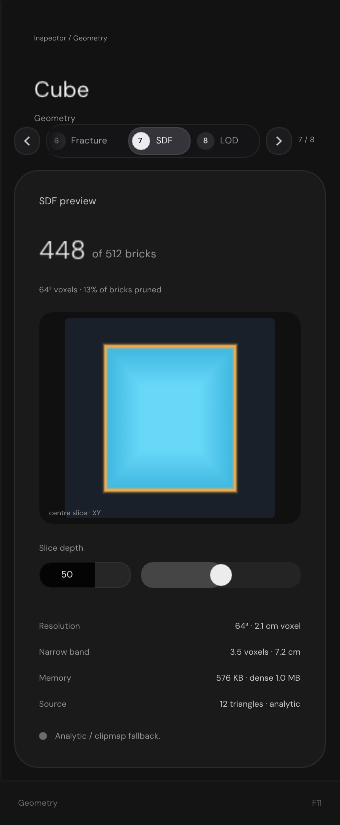 Inspector / Geometry
Cube
Geometry
6 Fracture 7 SDF 8 LOD 7 / 8
SDF preview
448 of 512 bricks
64³ voxels · 13% of bricks pruned
centre slice · XY
Slice depth
50
Resolution 64³ · 2.1 cm voxel
Narrow band 3.5 voxels · 7.2 cm
Memory 576 KB · dense 1.0 MB
Source 12 triangles · analytic
Analytic / clipmap fallback.
Geometry F11